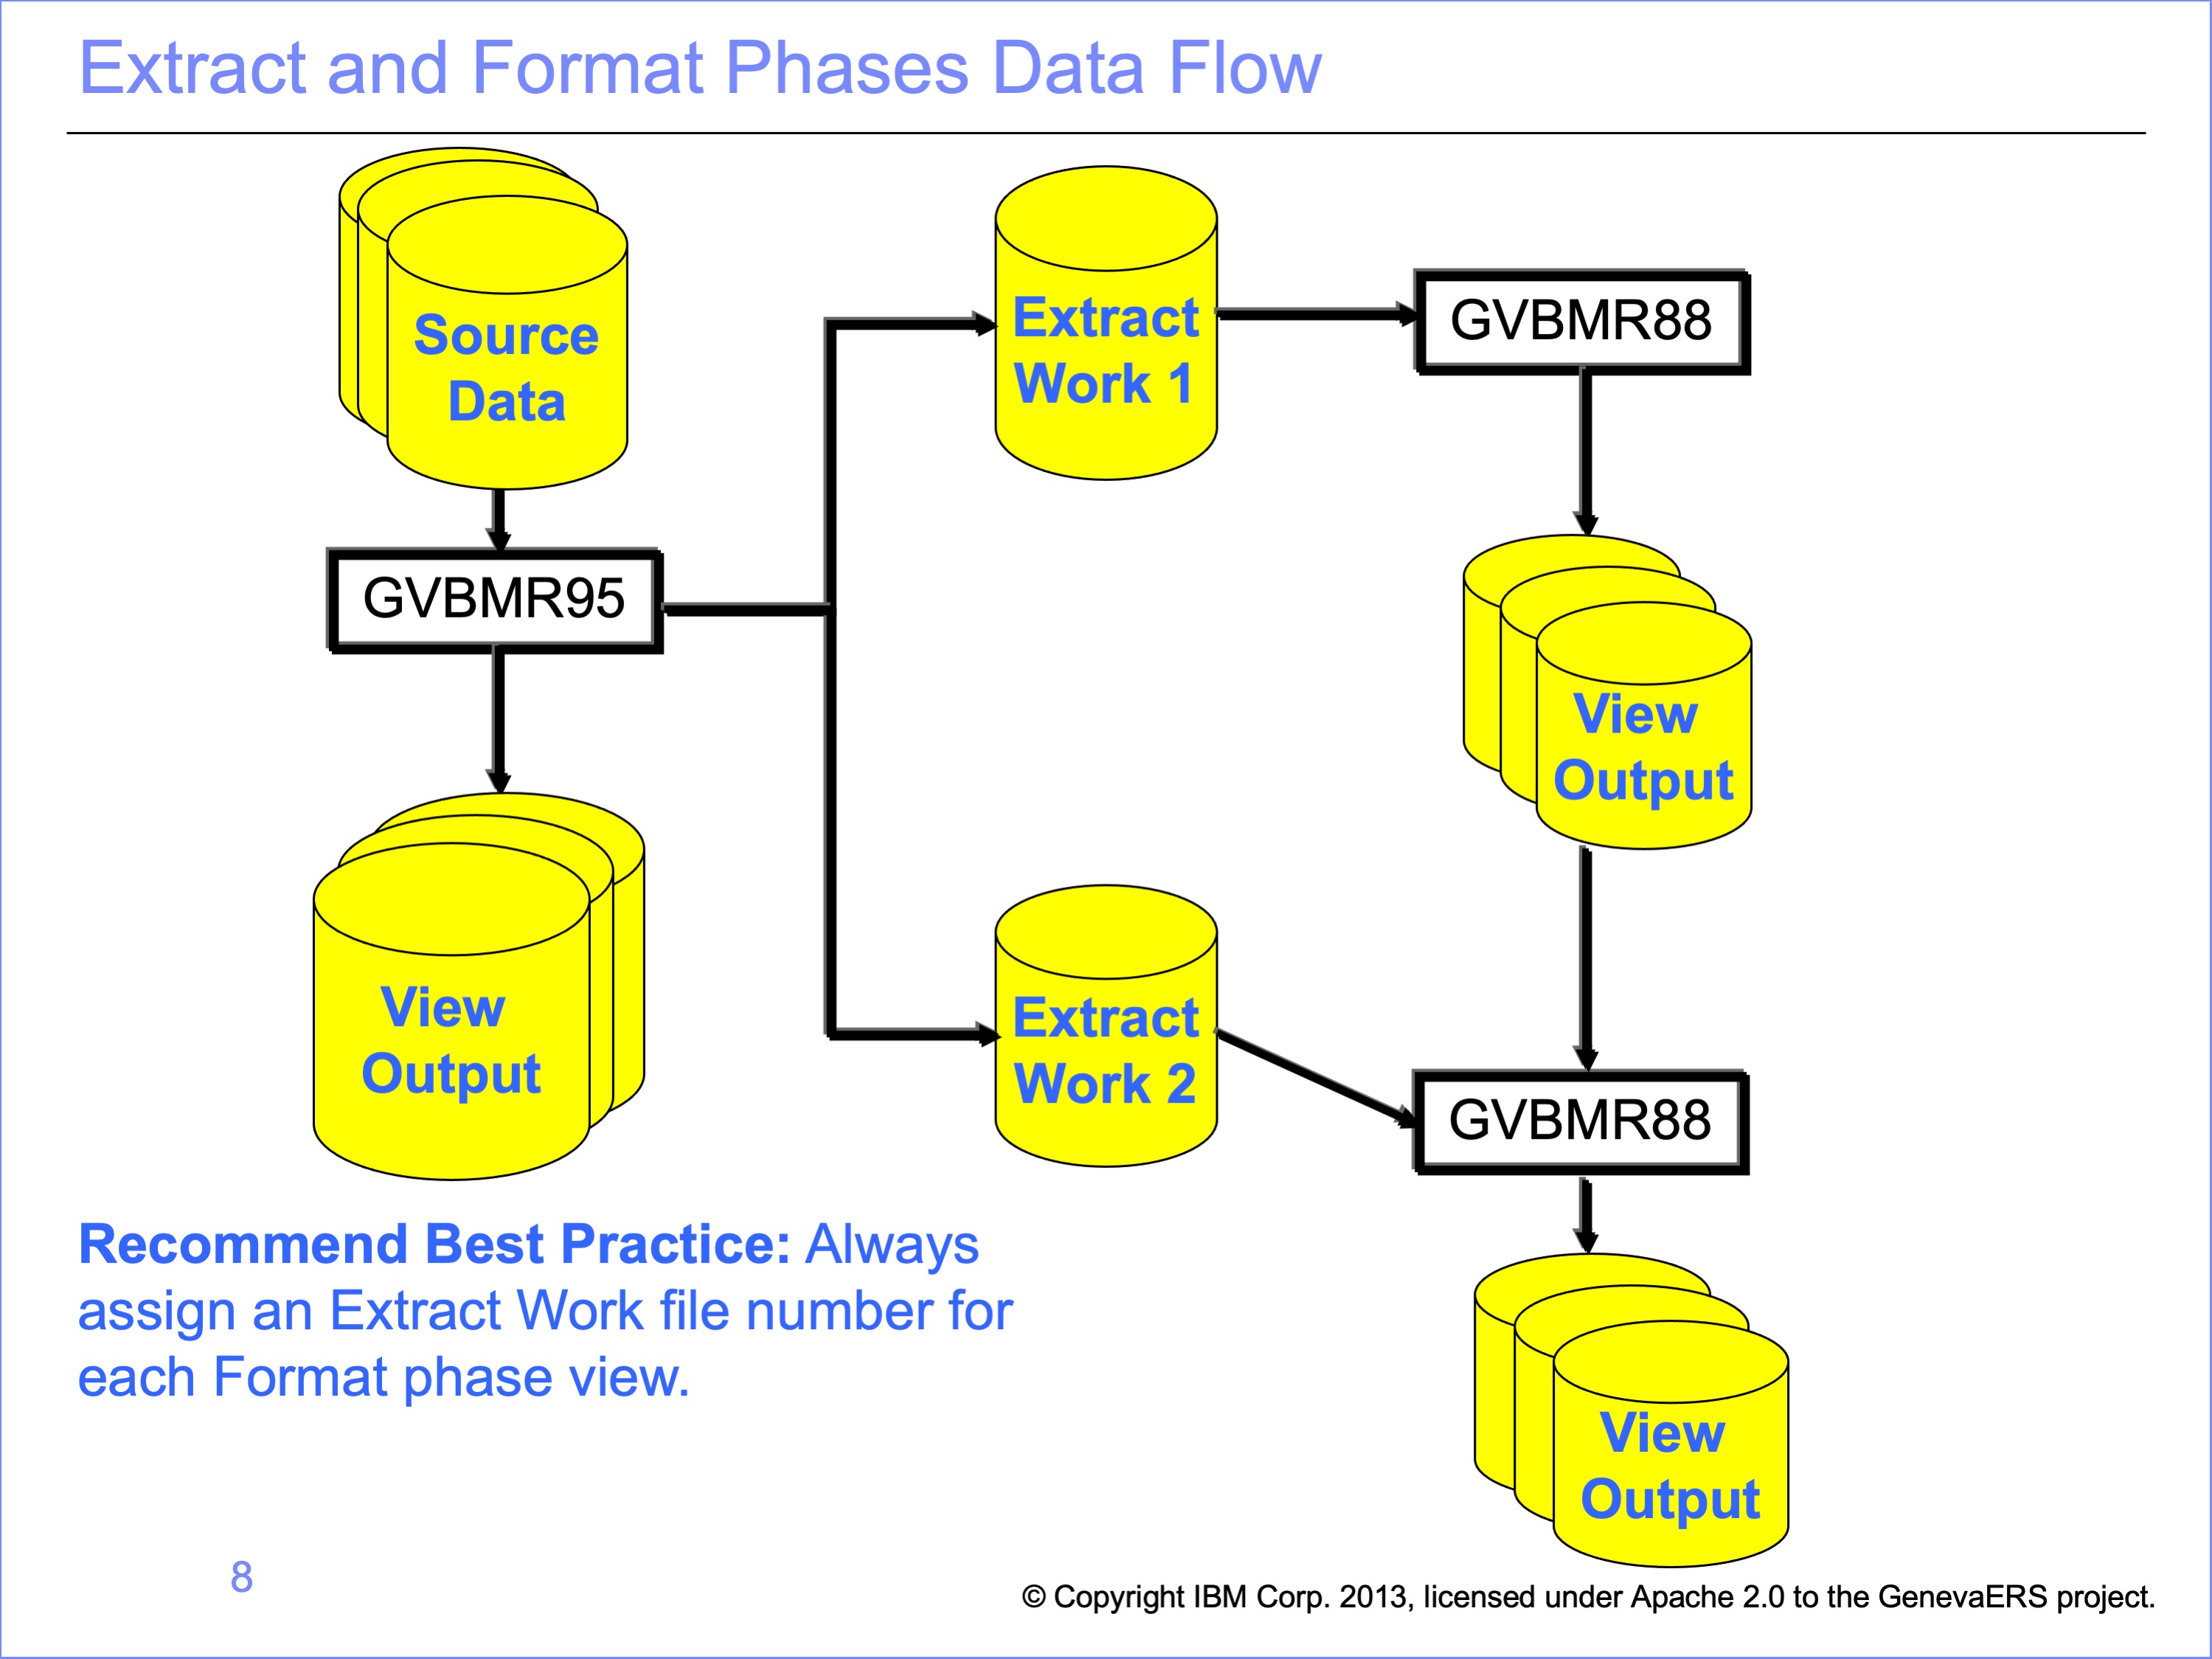 Extract and Format Phases Data Flow
Source
Data
GVBMR95
View
Output
Extract
Work 1
Extract
Work 2
GVBMR88
View
Output
GVBMR88
View
Output
Recommend Best Practice: Always
assign an Extract Work file number for
each Format phase view.
8
© Copyright IBM Corp. 2013, licensed under Apache 2.0 to the GenevaERS project.